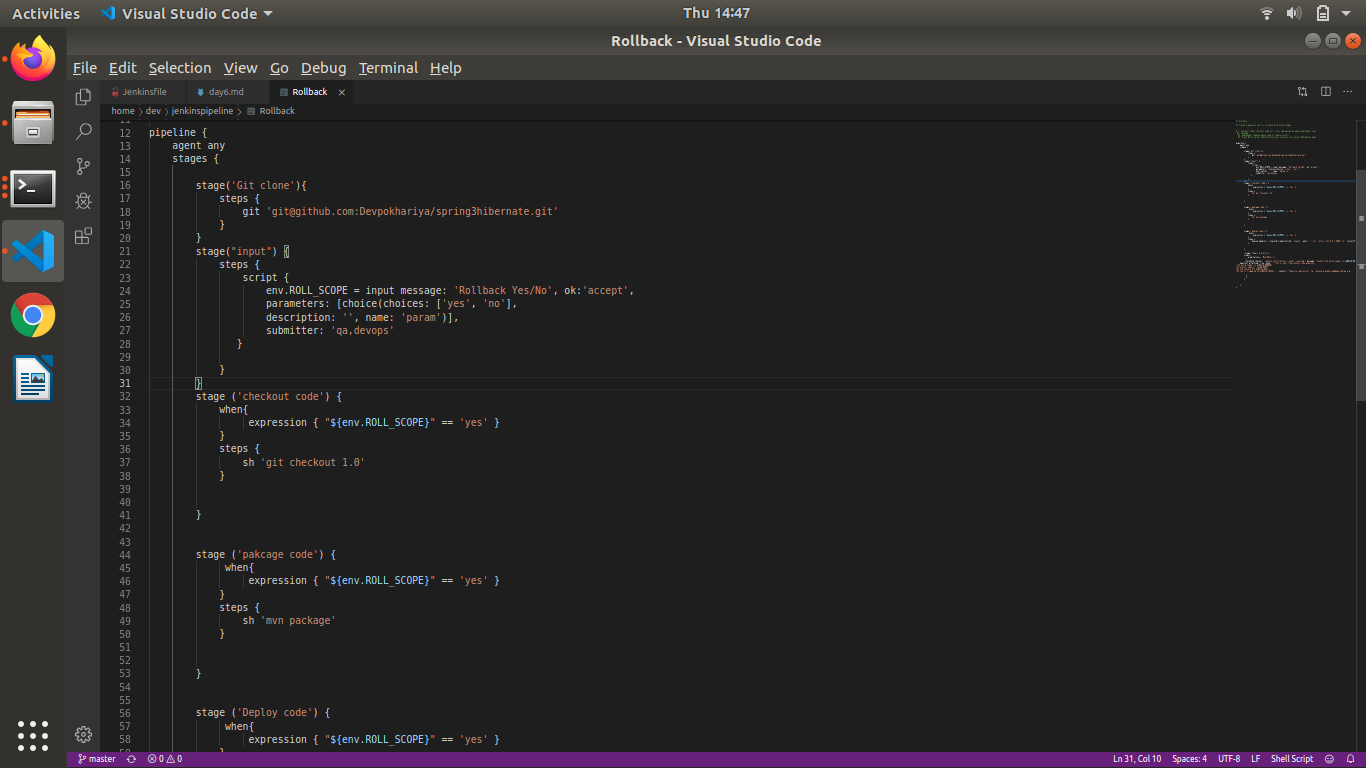 Activities Visual Studio Code Thu 14:47
Rollback - Visual Studio Code
File Edit Selection View Go Debug Terminal Help
Jenkinsfile day6.md Rollback
home > dev > jenkinspipeline > Rollback
11
12 pipeline {
13 agent any
14 stages {
15
16 stage('Git clone'){
17 steps {
18 git 'git@github.com:Devpokhariya/spring3hibernate.git'
19 }
20 }
21 stage("input") {
22 steps {
23 script {
24 env.ROLL_SCOPE = input message: 'Rollback Yes/No', ok:'accept',
25 parameters: [choice(choices: ['yes', 'no'],
26 description: '', name: 'param')],
27 submitter: 'qa,devops'
28 }
29
30 }
31 }
32 stage ('checkout code') {
33 when{
34 expression { "${env.ROLL_SCOPE}" == 'yes' }
35 }
36 steps {
37 sh 'git checkout 1.0'
38 }
39
40
41 }
42
43
44 stage ('pakcage code') {
45 when{
46 expression { "${env.ROLL_SCOPE}" == 'yes' }
47 }
48 steps {
49 sh 'mvn package'
50 }
51
52
53 }
54
55
56 stage ('Deploy code') {
57 when{
58 expression { "${env.ROLL_SCOPE}" == 'yes' }
59 }
master 0 0 Ln 31, Col 10 Spaces: 4 UTF-8 LF Shell Script